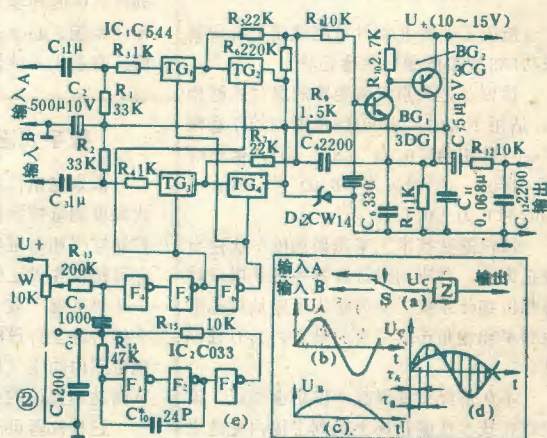 IC₁C544
R₅22K
R₈10K
U₊(10～15V)
C₁1μ
R₃1K
R₆220K
R₁₀2.7K
BG₂
3CG
输入A
TG₁
TG₂
C₂
500μ10V
R₁
33K
R₉
1.5K
BG₁
3DG
输入B
R₂
33K
R₇
22K
C₄2200
R₁₂10K
R₄1K
TG₃
TG₄
C₃1μ
D₁2CW14
C₆330
R₁₁1K
C₁₁
0.068μ
C₁₂2200
输出
U+
R₁₃
200K
W
10K
F₄
F₅
F₆
C₉
1000
R₁₅
10K
R₁₄
47K
IC₂C033
F₁
F₂
F₃
24P
(e)
②
输入A
输入B
S
(a)
U_C
Z
输出
U_A
(b)
t
U_C
U_B
(c)
t
τ_A
τ_B
(d)
t